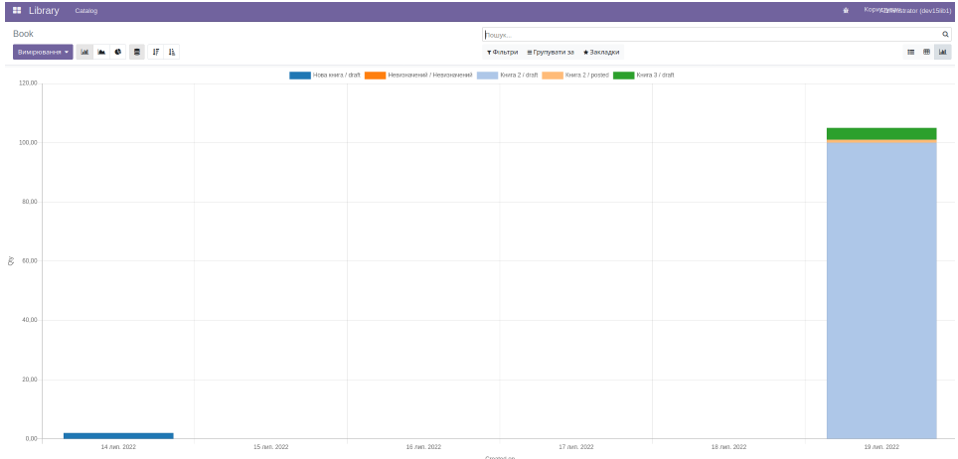 Library Catalog
Administrator (dev15lib1)
Book
Пошук...
Вимірювання
Фільтри Групувати за Закладки
Нова книга / draft Невизначений / Невизначений Книга 2 / draft Книга 2 / posted Книга 3 / draft
120,00
100,00
80,00
60,00
Qty
40,00
20,00
0,00
14 лип. 2022 15 лип. 2022 16 лип. 2022 17 лип. 2022 18 лип. 2022 19 лип. 2022
Created on